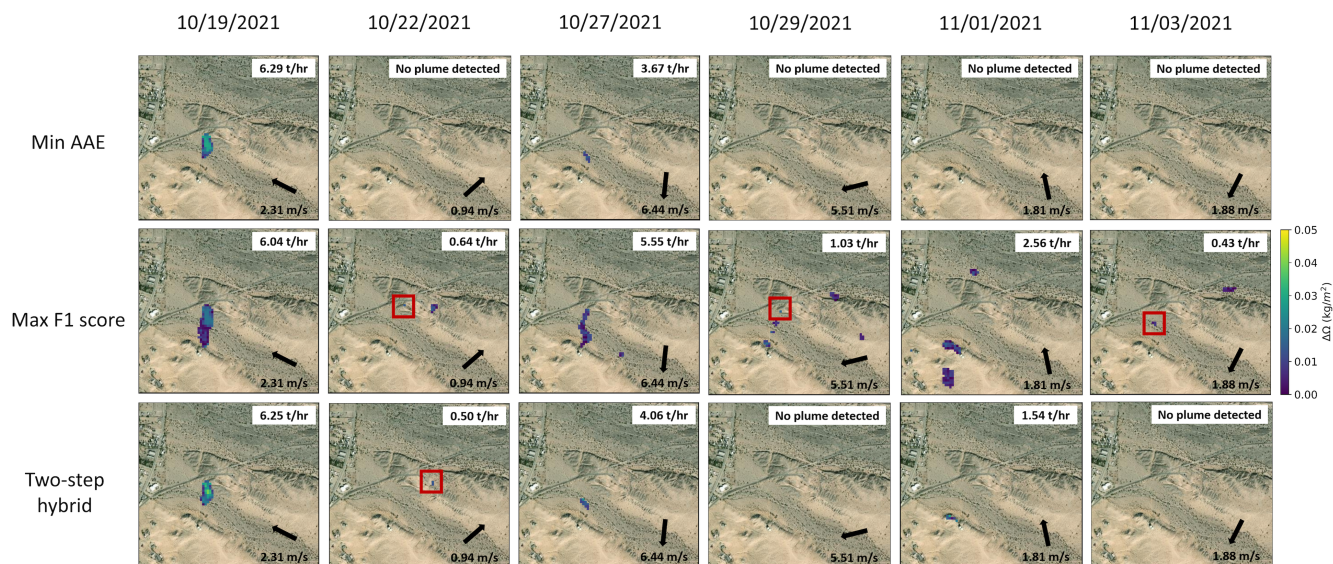 10/19/2021 10/22/2021 10/27/2021 10/29/2021 11/01/2021 11/03/2021
6.29 t/hr No plume detected 3.67 t/hr No plume detected No plume detected No plume detected
Min AAE
2.31 m/s 0.94 m/s 6.44 m/s 5.51 m/s 1.81 m/s 1.88 m/s
6.04 t/hr 0.64 t/hr 5.55 t/hr 1.03 t/hr 2.56 t/hr 0.43 t/hr
Max F1 score
2.31 m/s 0.94 m/s 6.44 m/s 5.51 m/s 1.81 m/s 1.88 m/s
0.05
0.04
0.03
0.02
0.01
0.00
ΔΩ (kg/m²)
6.25 t/hr 0.50 t/hr 4.06 t/hr No plume detected 1.54 t/hr No plume detected
Two-step
hybrid
2.31 m/s 0.94 m/s 6.44 m/s 5.51 m/s 1.81 m/s 1.88 m/s